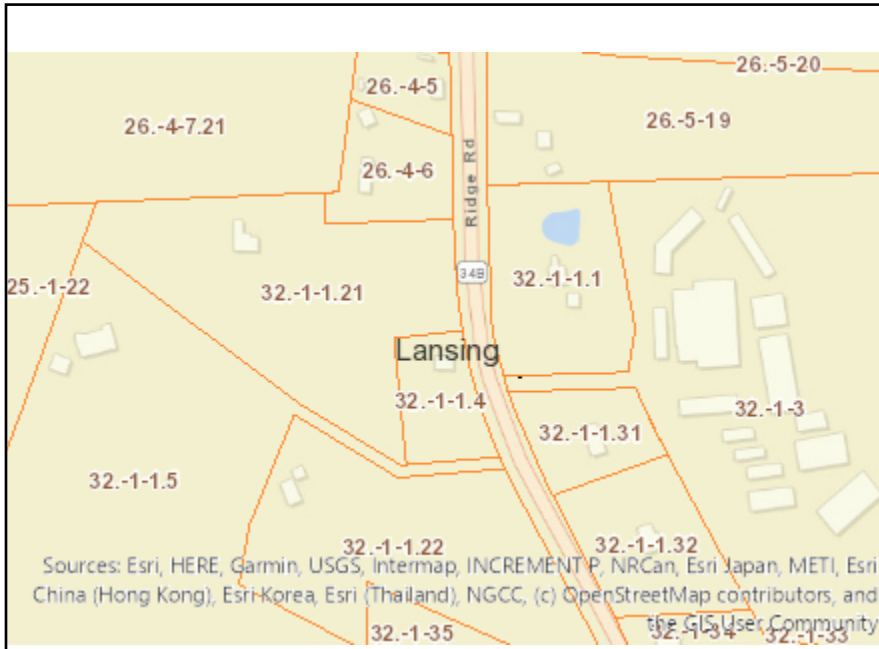 26.-5-20
26.-4-5
26.-4-7.21
26.-5-19
Ridge Rd
26.-4-6
34B
32.-1-1.1
25.-1-22
32.-1-1.21
Lansing
32.-1-1.4
32.-1-3
32.-1-1.31
32.-1-1.5
32.-1-1.22
32.-1-1.32
Sources: Esri, HERE, Garmin, USGS, Intermap, INCREMENT P, NRCan, Esri Japan, METI, Esri
China (Hong Kong), Esri Korea, Esri (Thailand), NGCC, (c) OpenStreetMap contributors, and
the GIS User Community
32.-1-35
32.-1-34
32.-1-33